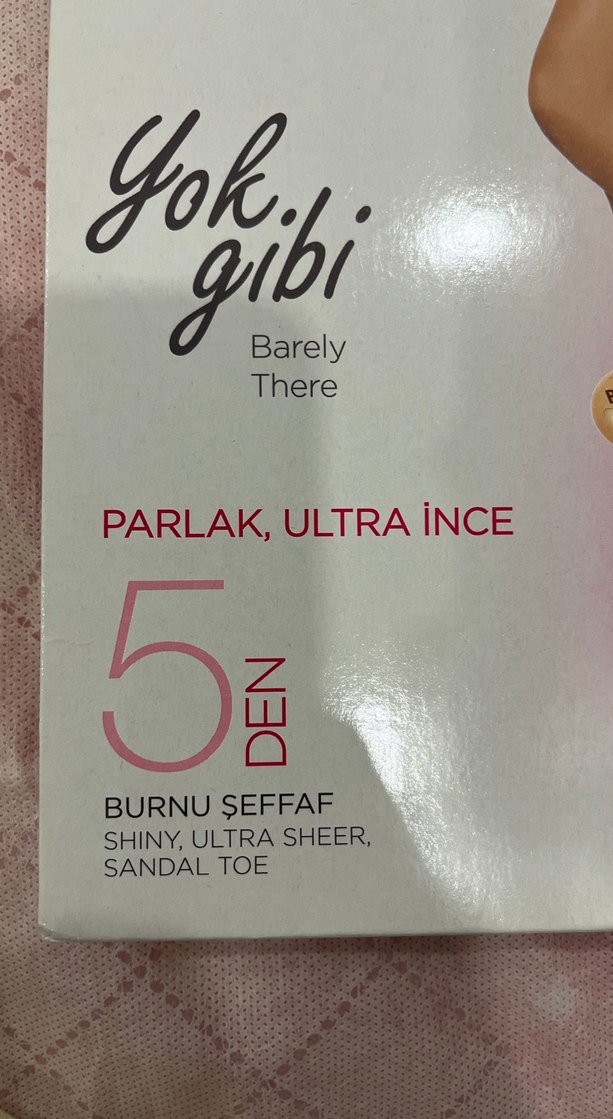 Yok
gibi
Barely
There
PARLAK, ULTRA İNCE
5
DEN
BURNU ŞEFFAF
SHINY, ULTRA SHEER,
SANDAL TOE